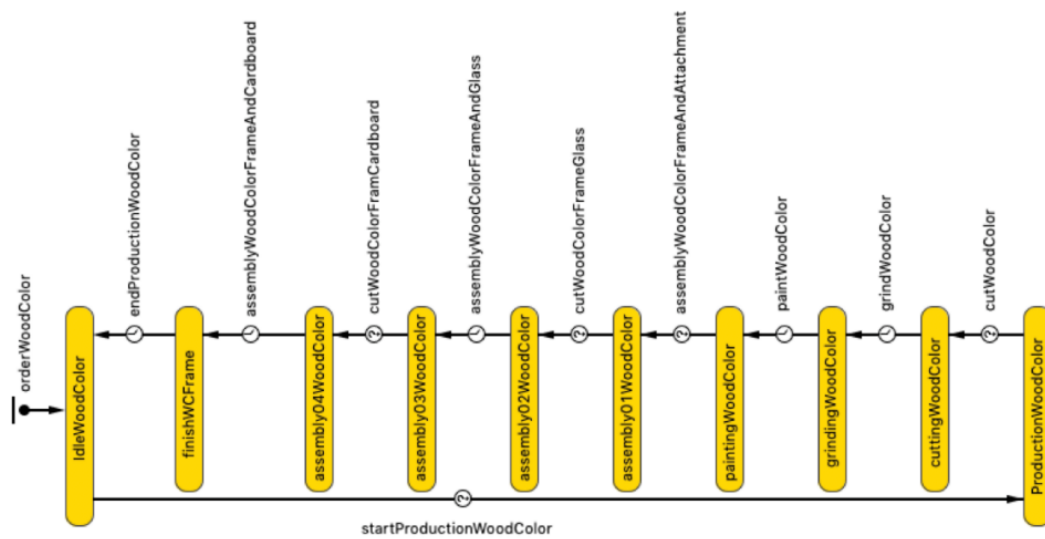 orderWoodColor
IdleWoodColor
endProductionWoodColor
finishWCFrame
assemblyWoodColorFrameAndCardboard
assembly04WoodColor
cutWoodColorFramCardboard
assembly03WoodColor
assemblyWoodColorFrameAndGlass
assembly02WoodColor
cutWoodColorFrameGlass
assembly01WoodColor
assemblyWoodColorFrameAndAttachment
paintingWoodColor
paintWoodColor
grindingWoodColor
grindWoodColor
cuttingWoodColor
cutWoodColor
ProductionWoodColor
startProductionWoodColor